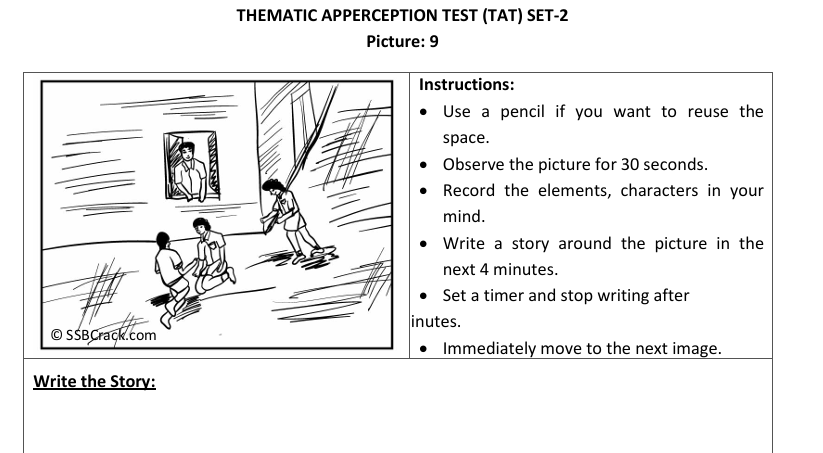 THEMATIC APPERCEPTION TEST (TAT) SET-2
Picture: 9
© SSBCrack.com
Instructions:
• Use a pencil if you want to reuse the
space.
• Observe the picture for 30 seconds.
• Record the elements, characters in your
mind.
• Write a story around the picture in the
next 4 minutes.
• Set a timer and stop writing after
inutes.
• Immediately move to the next image.
Write the Story: